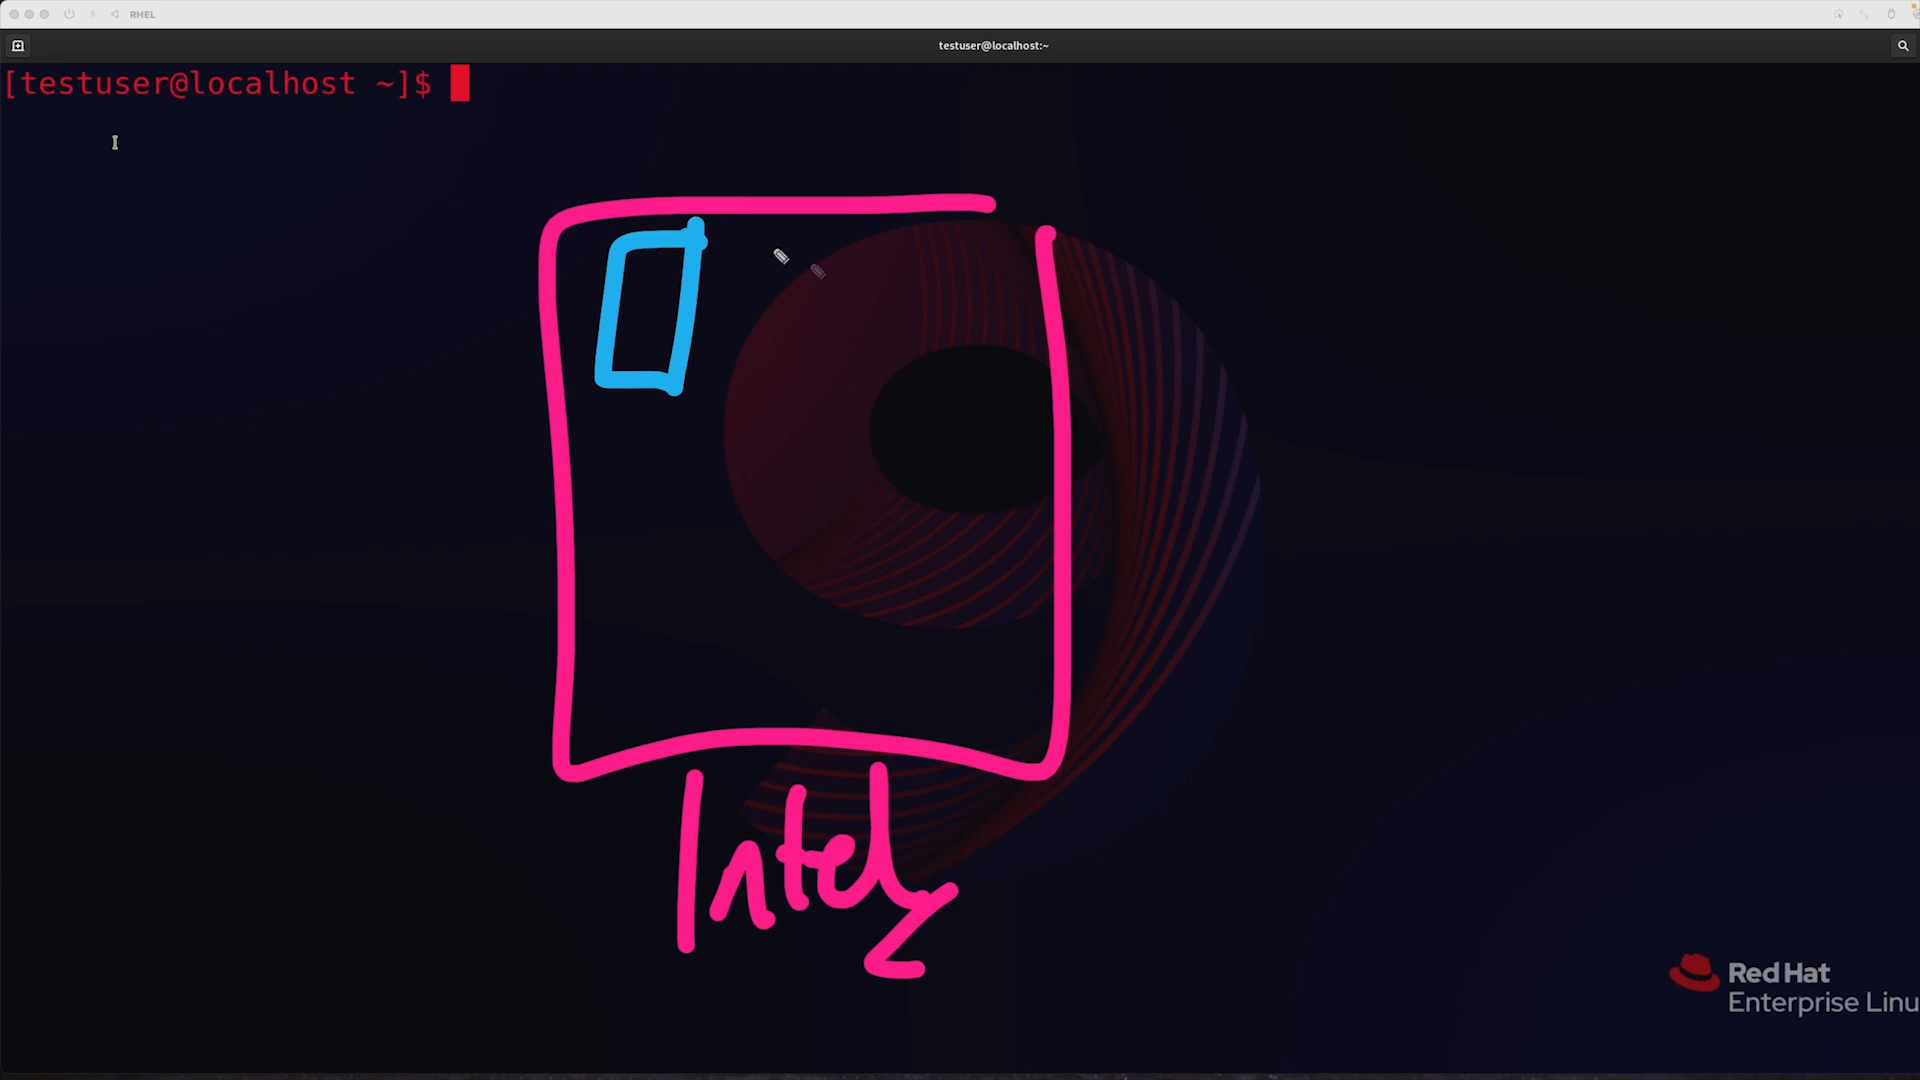 RHEL
testuser@localhost:~
[testuser@localhost ~]$
Intel
Red Hat
Enterprise Linu